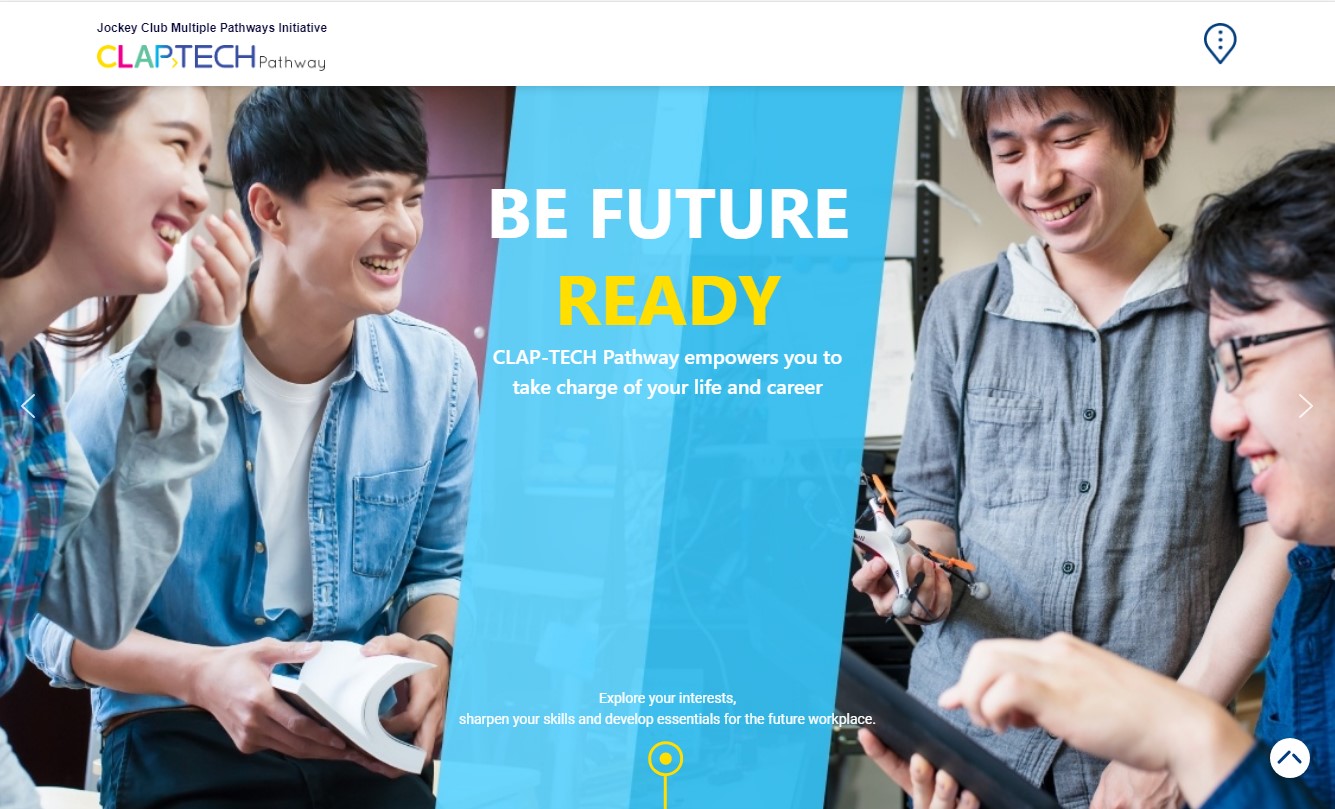 Jockey Club Multiple Pathways Initiative
CLAP›TECH Pathway
BE FUTURE
READY
CLAP-TECH Pathway empowers you to
take charge of your life and career
Explore your interests,
sharpen your skills and develop essentials for the future workplace.